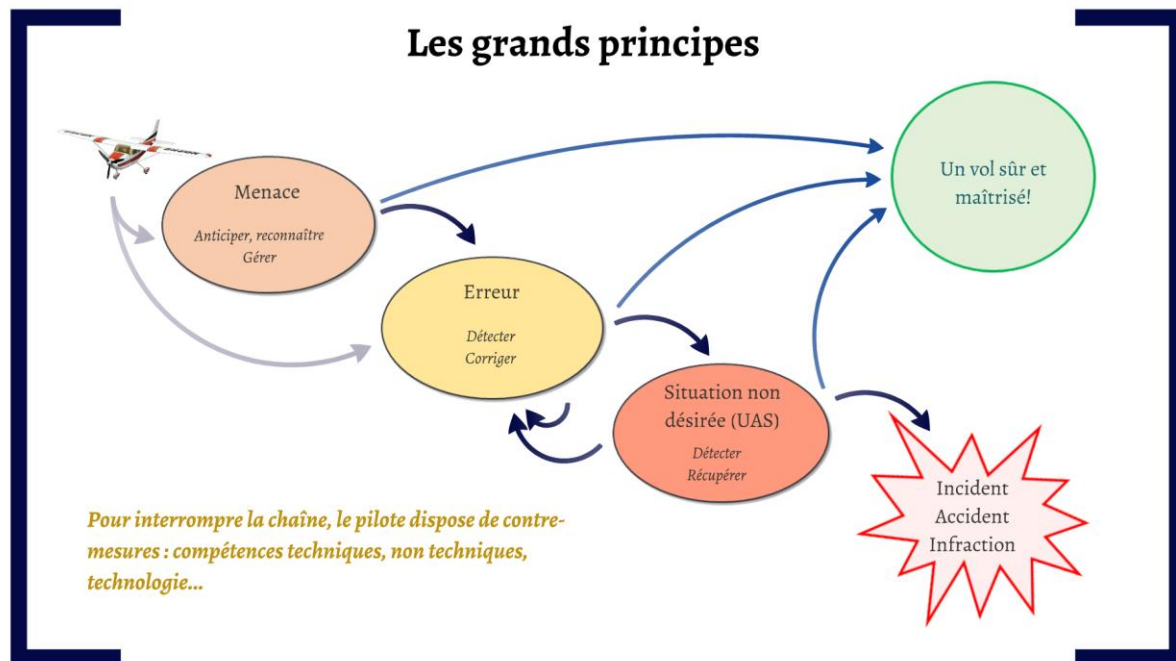 Les grands principes
Menace
Anticiper, reconnaître
Gérer
Un vol sûr et
maîtrisé!
Erreur
Détecter
Corriger
Situation non
désirée (UAS)
Détecter
Récupérer
Incident
Accident
Infraction
Pour interrompre la chaîne, le pilote dispose de contre-
mesures : compétences techniques, non techniques,
technologie...